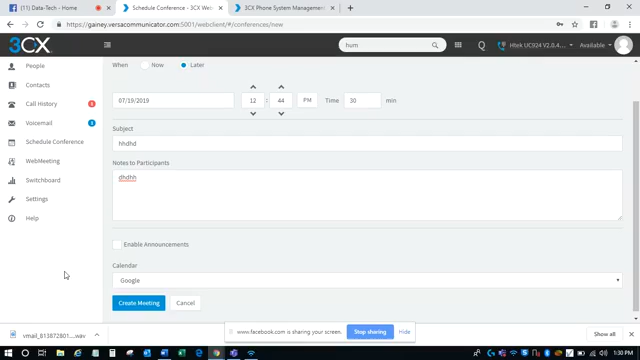 (11) Data-Tech - Home
Schedule Conference - 3CX We
3CX Phone System Managemen
https://gainey.versacommunicator.com:5001/webclient/#/conferences/new
3CX
hum
Htek UC924 V2.0.4...
Available
People
Contacts
Call History
Voicemail
Schedule Conference
WebMeeting
Switchboard
Settings
Help
When
Now
Later
07/19/2019
12
:
44
PM
Time
30
min
Subject
hhdhd
Notes to Participants
dhdhh
Enable Announcements
Calendar
Google
Create Meeting
Cancel
www.facebook.com is sharing your screen.
Stop sharing
Hide
vmail_813872801....wav
Show all
1:30 PM